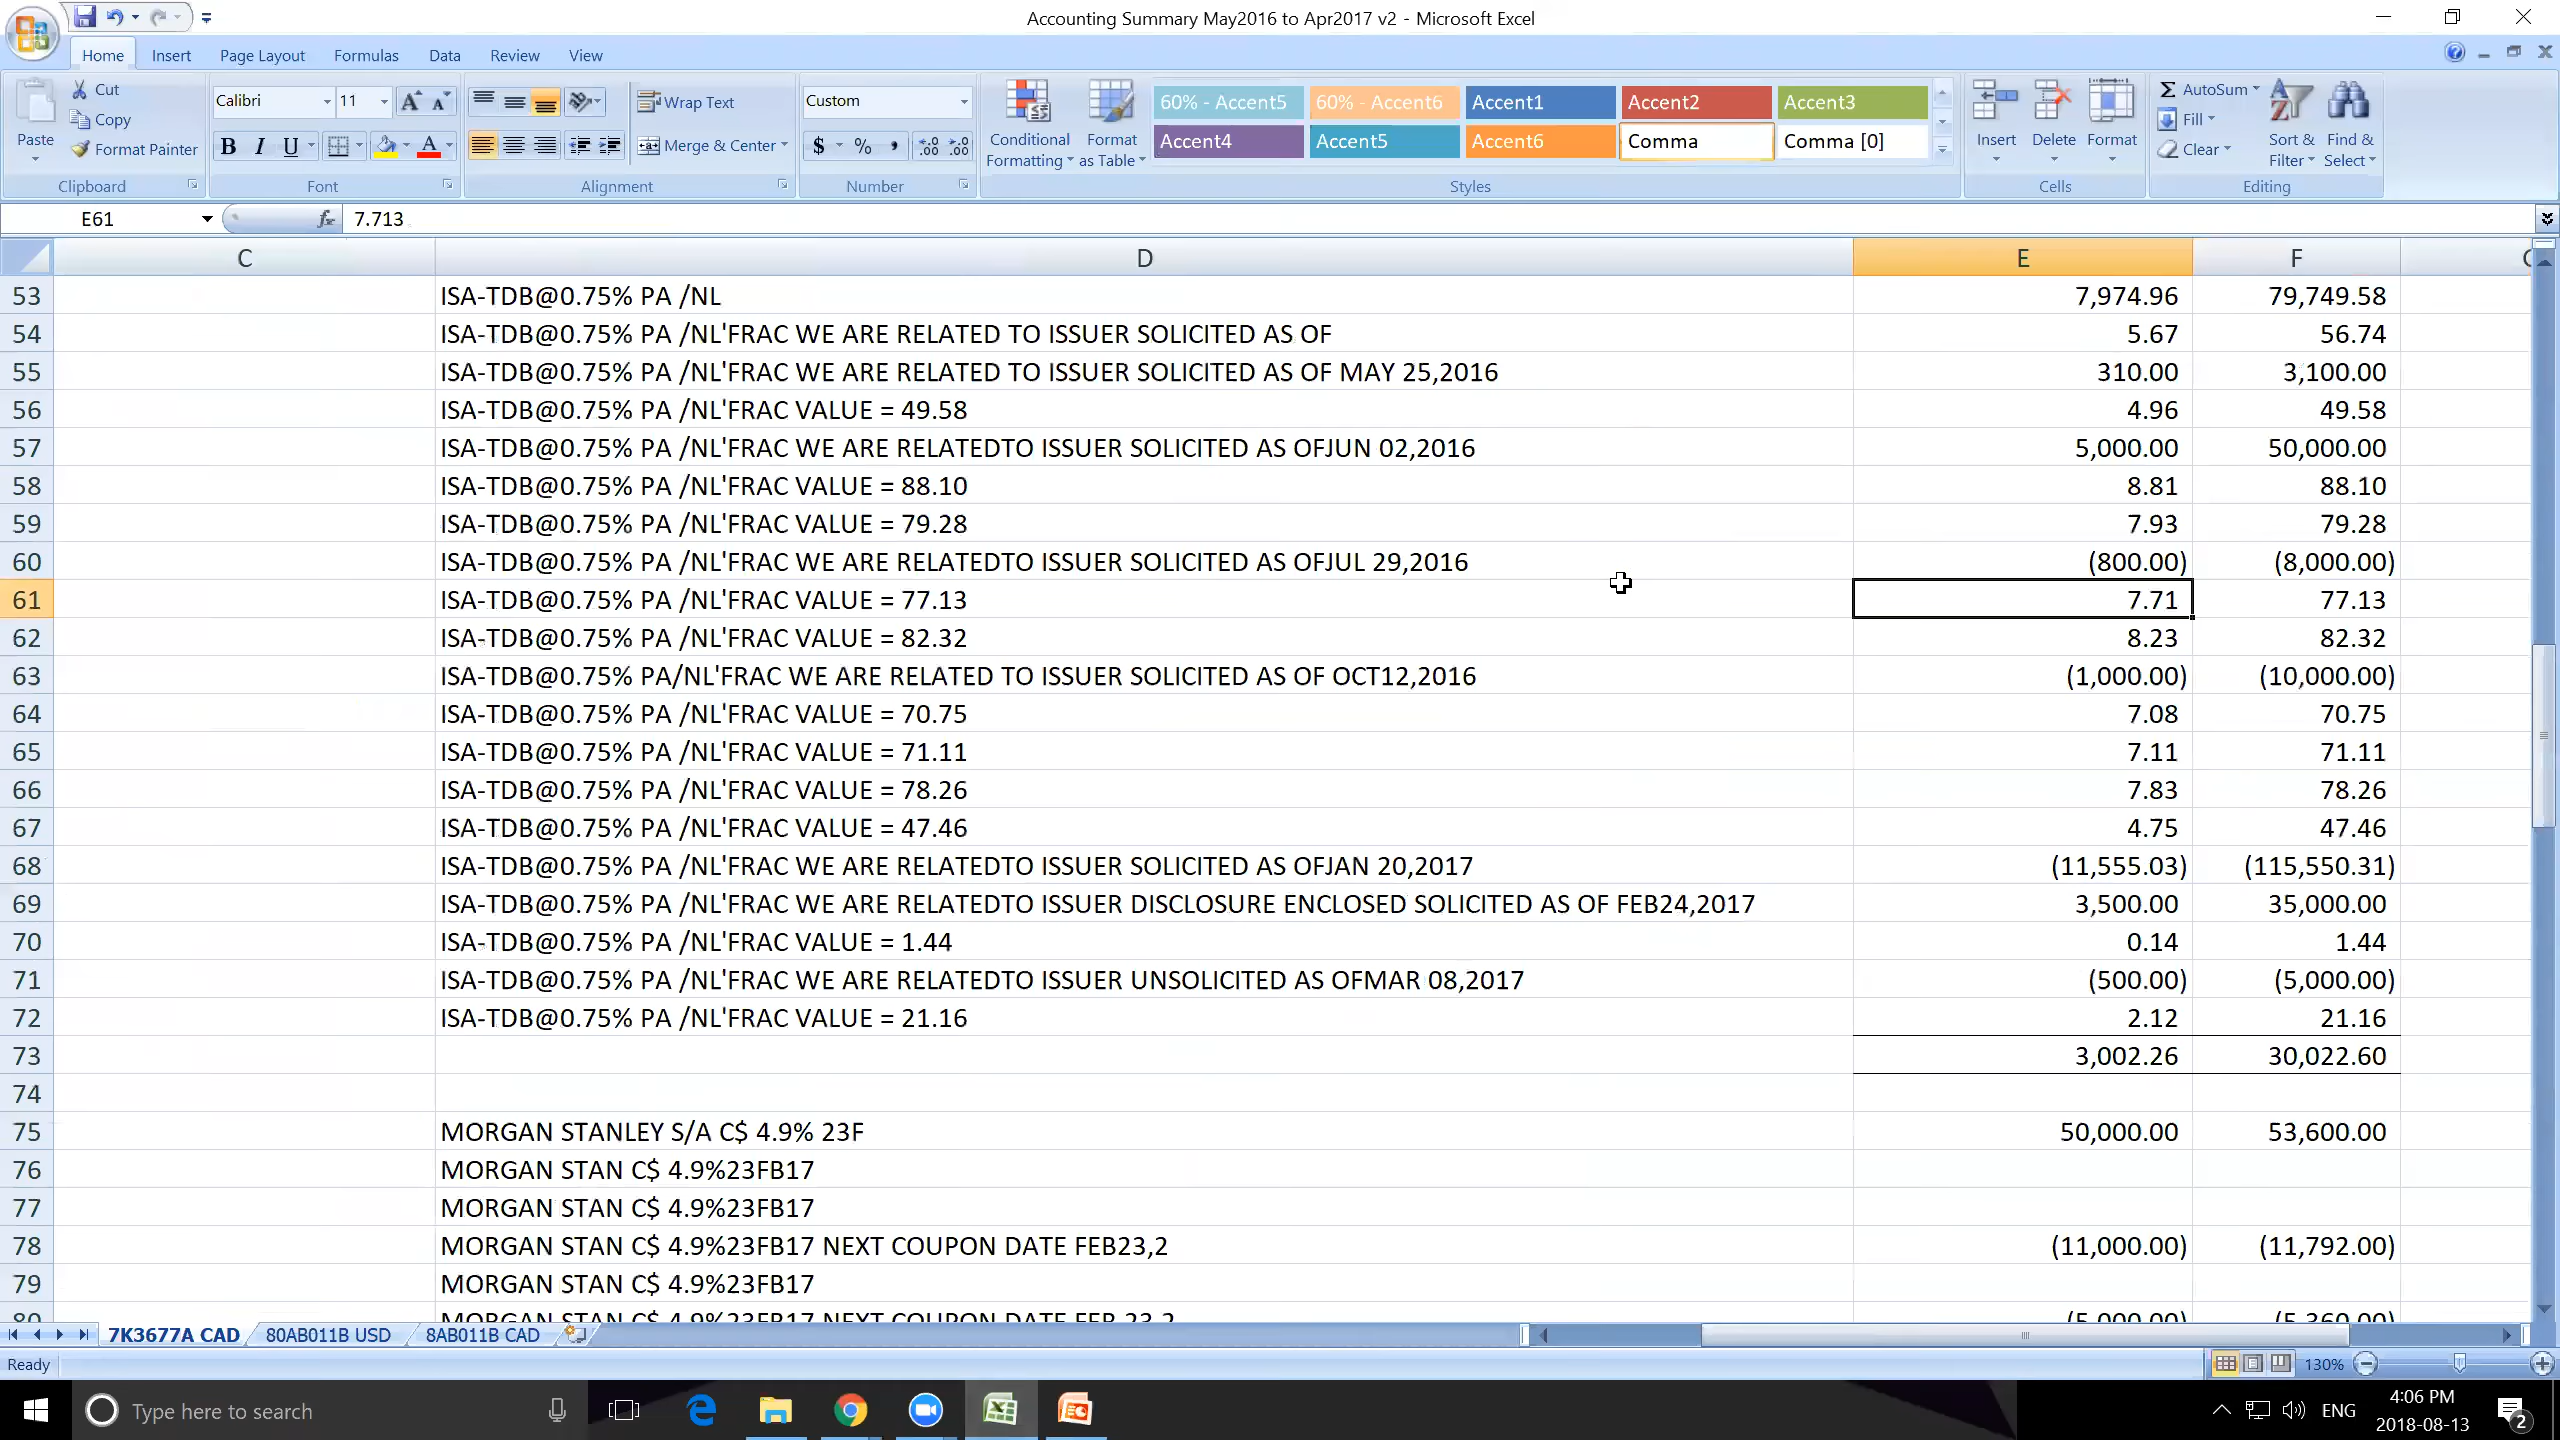 Accounting Summary May2016 to Apr2017 v2 - Microsoft Excel
Home Insert Page Layout Formulas Data Review View
Paste Cut Copy Format Painter Clipboard
Calibri 11 B I U A Font
Wrap Text Merge & Center Alignment
Custom $ % , Number
Conditional Formatting Format as Table
60% - Accent5 60% - Accent6 Accent1 Accent2 Accent3
Accent4 Accent5 Accent6 Comma Comma [0]
Styles
Insert Delete Format Cells
Σ AutoSum Fill Clear Sort & Filter Find & Select Editing
E61 fx 7.713
C D E F
53 ISA-TDB@0.75% PA /NL 7,974.96 79,749.58
54 ISA-TDB@0.75% PA /NL'FRAC WE ARE RELATED TO ISSUER SOLICITED AS OF 5.67 56.74
55 ISA-TDB@0.75% PA /NL'FRAC WE ARE RELATED TO ISSUER SOLICITED AS OF MAY 25,2016 310.00 3,100.00
56 ISA-TDB@0.75% PA /NL'FRAC VALUE = 49.58 4.96 49.58
57 ISA-TDB@0.75% PA /NL'FRAC WE ARE RELATEDTO ISSUER SOLICITED AS OFJUN 02,2016 5,000.00 50,000.00
58 ISA-TDB@0.75% PA /NL'FRAC VALUE = 88.10 8.81 88.10
59 ISA-TDB@0.75% PA /NL'FRAC VALUE = 79.28 7.93 79.28
60 ISA-TDB@0.75% PA /NL'FRAC WE ARE RELATEDTO ISSUER SOLICITED AS OFJUL 29,2016 (800.00) (8,000.00)
61 ISA-TDB@0.75% PA /NL'FRAC VALUE = 77.13 7.71 77.13
62 ISA-TDB@0.75% PA /NL'FRAC VALUE = 82.32 8.23 82.32
63 ISA-TDB@0.75% PA/NL'FRAC WE ARE RELATED TO ISSUER SOLICITED AS OF OCT12,2016 (1,000.00) (10,000.00)
64 ISA-TDB@0.75% PA /NL'FRAC VALUE = 70.75 7.08 70.75
65 ISA-TDB@0.75% PA /NL'FRAC VALUE = 71.11 7.11 71.11
66 ISA-TDB@0.75% PA /NL'FRAC VALUE = 78.26 7.83 78.26
67 ISA-TDB@0.75% PA /NL'FRAC VALUE = 47.46 4.75 47.46
68 ISA-TDB@0.75% PA /NL'FRAC WE ARE RELATEDTO ISSUER SOLICITED AS OFJAN 20,2017 (11,555.03) (115,550.31)
69 ISA-TDB@0.75% PA /NL'FRAC WE ARE RELATEDTO ISSUER DISCLOSURE ENCLOSED SOLICITED AS OF FEB24,2017 3,500.00 35,000.00
70 ISA-TDB@0.75% PA /NL'FRAC VALUE = 1.44 0.14 1.44
71 ISA-TDB@0.75% PA /NL'FRAC WE ARE RELATEDTO ISSUER UNSOLICITED AS OFMAR 08,2017 (500.00) (5,000.00)
72 ISA-TDB@0.75% PA /NL'FRAC VALUE = 21.16 2.12 21.16
73 3,002.26 30,022.60
74
75 MORGAN STANLEY S/A C$ 4.9% 23F 50,000.00 53,600.00
76 MORGAN STAN C$ 4.9%23FB17
77 MORGAN STAN C$ 4.9%23FB17
78 MORGAN STAN C$ 4.9%23FB17 NEXT COUPON DATE FEB23,2 (11,000.00) (11,792.00)
79 MORGAN STAN C$ 4.9%23FB17
80 MORGAN STAN C$ 4.9%23FB17 NEXT COUPON DATE FEB 23,2 (5,000.00) (5,360.00)
7K3677A CAD 80AB011B USD 8AB011B CAD
Ready 130%
Type here to search ENG 4:06 PM
2018-08-13 2